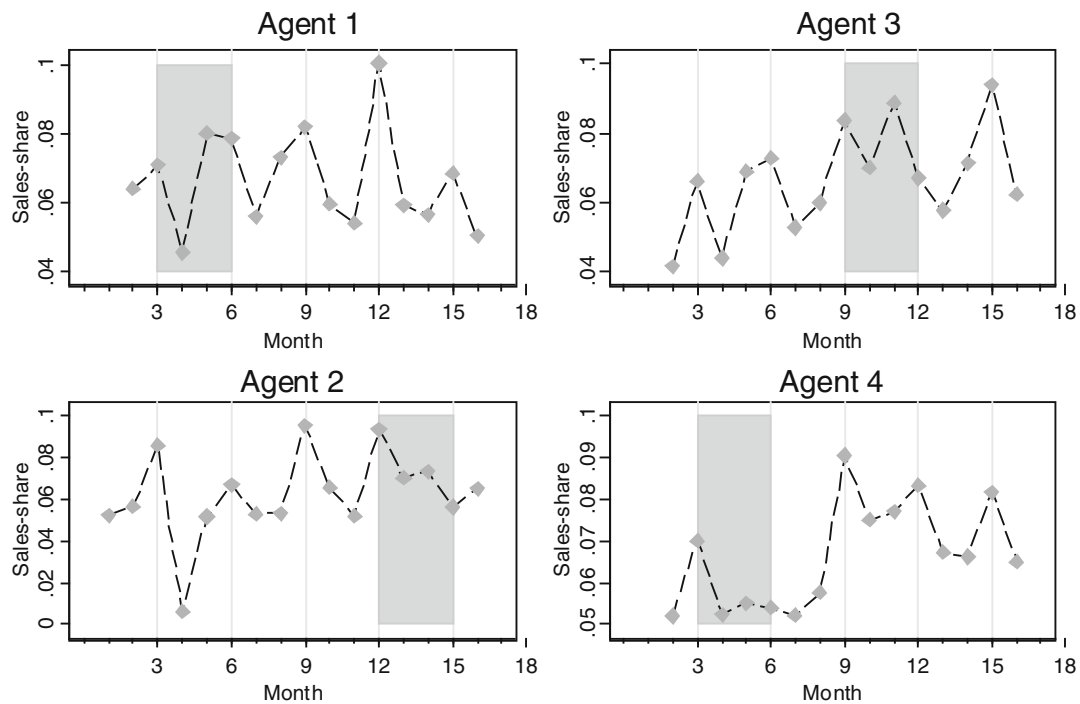 Agent 1
Sales-share
.1
.08
.06
.04
3 6 9 12 15 18
Month
Agent 3
Sales-share
.1
.08
.06
.04
3 6 9 12 15 18
Month
Agent 2
Sales-share
.1
.08
.06
.04
.02
0
3 6 9 12 15 18
Month
Agent 4
Sales-share
.1
.09
.08
.07
.06
.05
3 6 9 12 15 18
Month